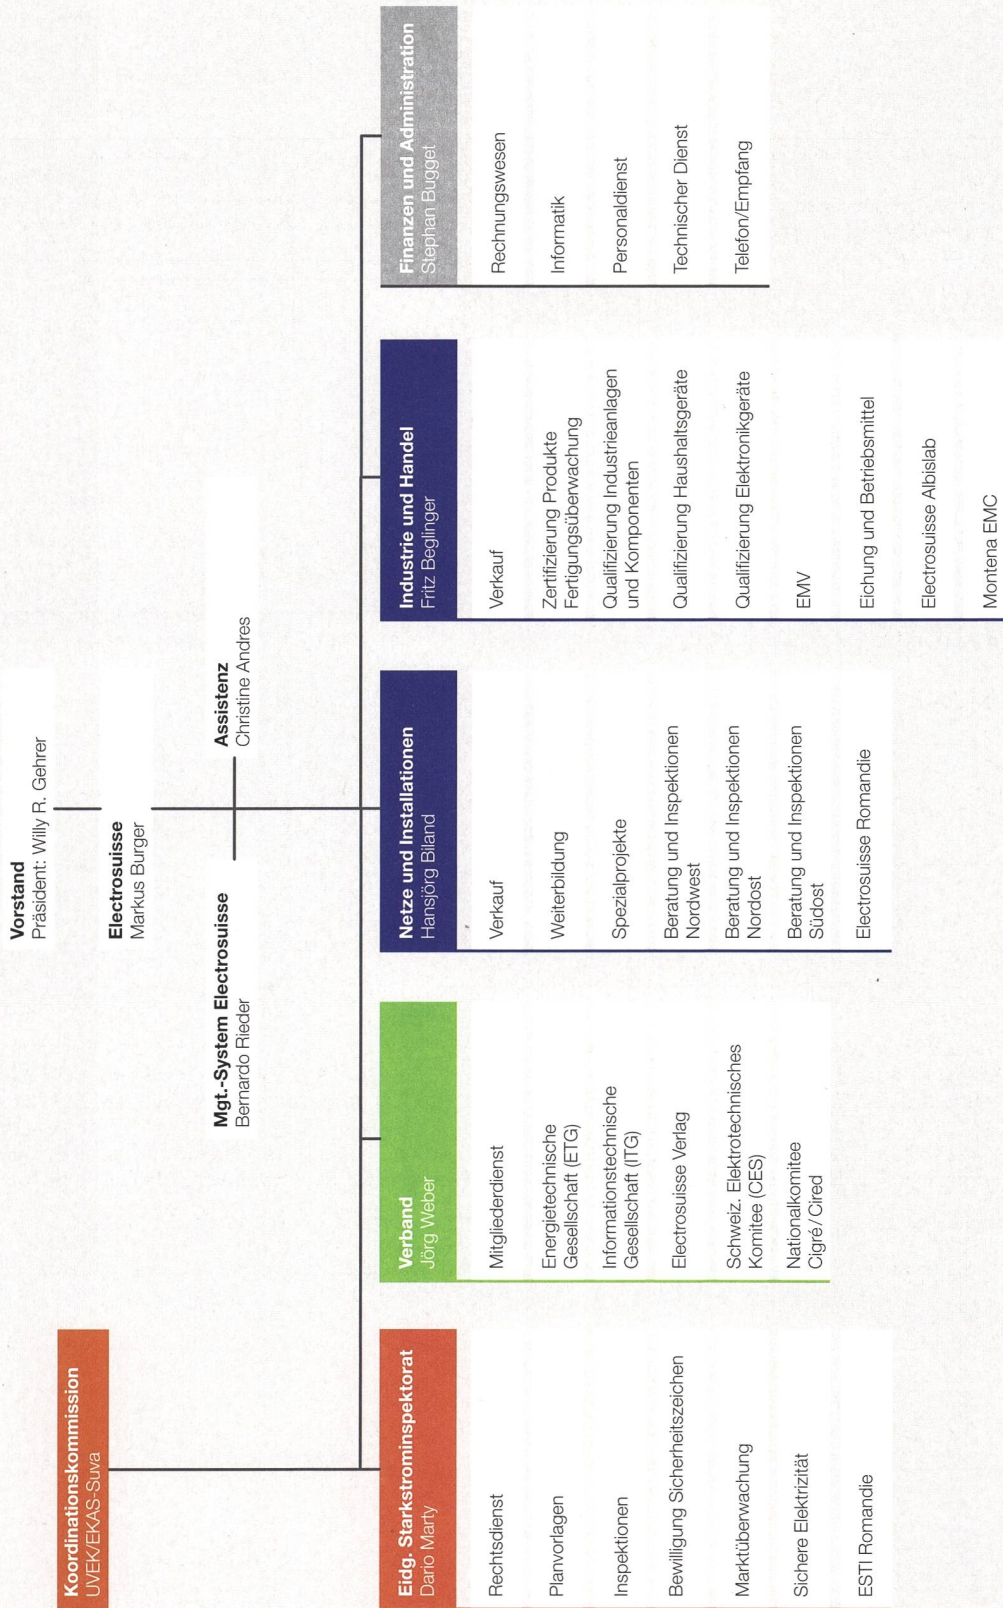 Vorstand
Präsident: Willy R. Gehrer
Koordinationskommission
UVEK/EKAS-Suva
Electrosuisse
Markus Burger
Mgt.-System Electrosuisse
Bernardo Rieder
Assistenz
Christine Andres
Eidg. Starkstrominspektorat
Dario Marty
Rechtsdienst
Planvorlagen
Inspektionen
Bewilligung Sicherheitszeichen
Marktüberwachung
Sichere Elektrizität
ESTI Romandie
Verband
Jörg Weber
Mitgliederdienst
Energietechnische
Gesellschaft (ETG)
Informationstechnische
Gesellschaft (ITG)
Electrosuisse Verlag
Schweiz. Elektrotechnisches
Komitee (CES)
Nationalkomitee
Cigré / Cired
Netze und Installationen
Hansjörg Biland
Verkauf
Weiterbildung
Spezialprojekte
Beratung und Inspektionen
Nordwest
Beratung und Inspektionen
Nordost
Beratung und Inspektionen
Südost
Electrosuisse Romandie
Industrie und Handel
Fritz Beglinger
Verkauf
Zertifizierung Produkte
Fertigungsüberwachung
Qualifizierung Industrieanlagen
und Komponenten
Qualifizierung Haushaltsgeräte
Qualifizierung Elektronikgeräte
EMV
Eichung und Betriebsmittel
Electrosuisse Albislab
Montena EMC
Finanzen und Administration
Stephan Bugget
Rechnungswesen
Informatik
Personaldienst
Technischer Dienst
Telefon/Empfang